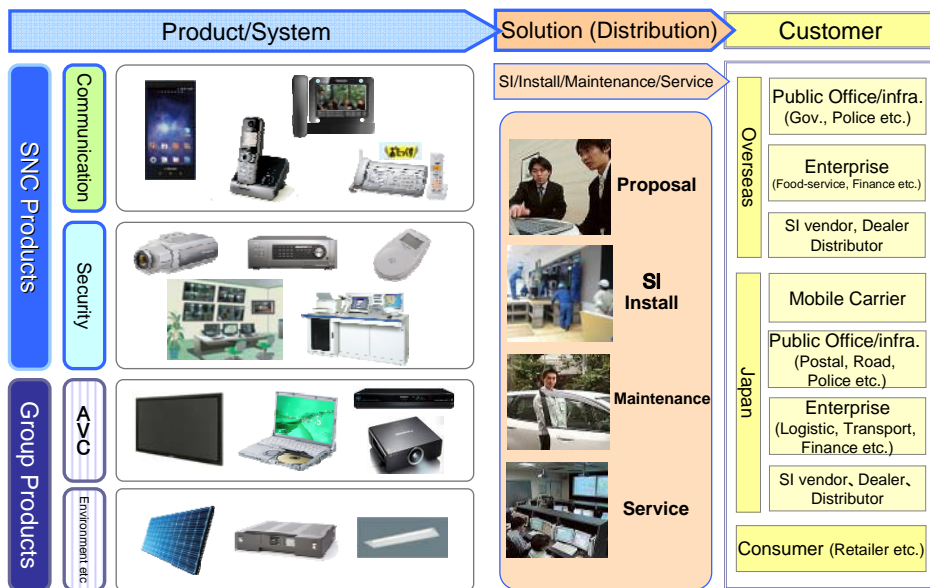 Product/System
Solution (Distribution)
Customer
SNC Products
Communication
Security
Group Products
AVC
Environment etc
SI/Install/Maintenance/Service
Proposal
SI
Install
Maintenance
Service
Overseas
Public Office/infra.
(Gov., Police etc.)
Enterprise
(Food-service, Finance etc.)
SI vendor, Dealer
Distributor
Japan
Mobile Carrier
Public Office/infra.
(Postal, Road,
Police etc.)
Enterprise
(Logistic, Transport,
Finance etc.)
SI vendor、Dealer、
Distributor
Consumer (Retailer etc.)